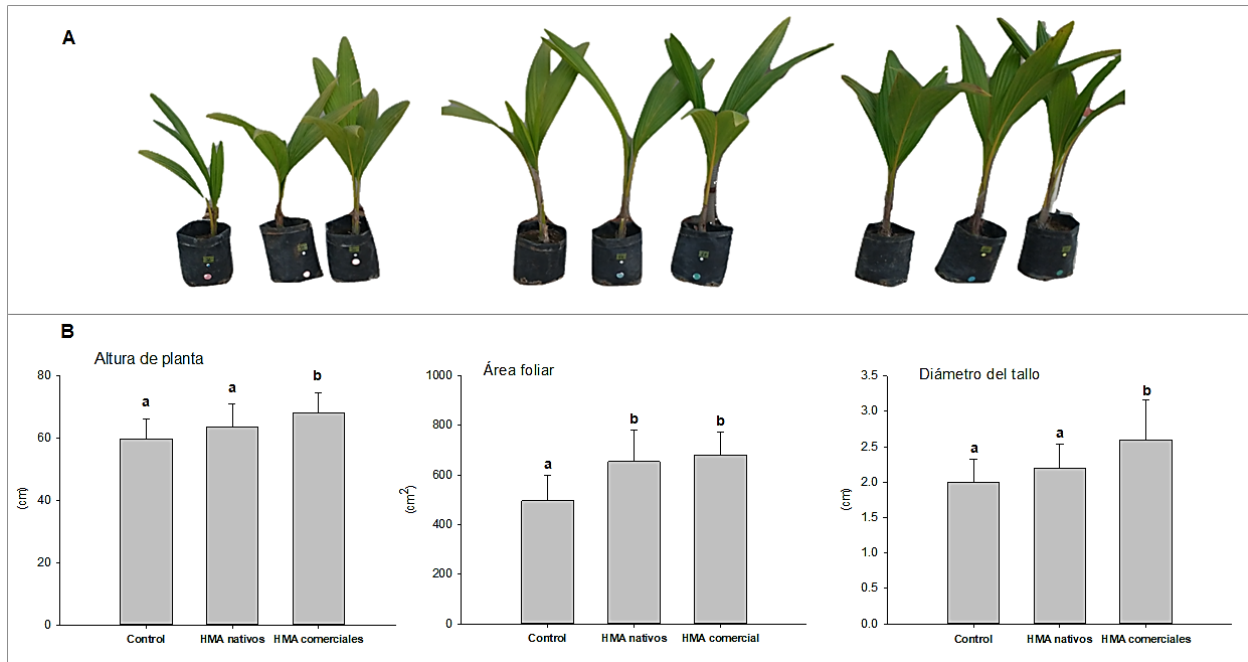 A
B
Altura de planta
80
60
40
20
0
(cm)
a
a
b
Control
HMA nativos
HMA comerciales
Área foliar
1000
800
600
400
200
0
(cm²)
a
b
b
Control
HMA nativos
HMA comercial
Diámetro del tallo
3.5
3.0
2.5
2.0
1.5
1.0
0.5
0.0
(cm)
a
a
b
Control
HMA nativos
HMA comerciales